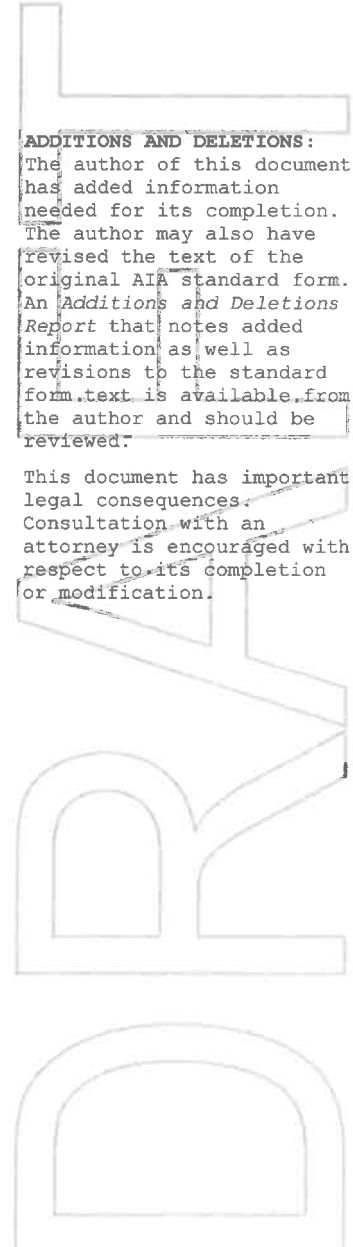 ADDITIONS AND DELETIONS:
The author of this document
has added information
needed for its completion.
The author may also have
revised the text of the
original AIA standard form.
An Additions and Deletions
Report that notes added
information as well as
revisions to the standard
form text is available from
the author and should be
reviewed.
This document has important
legal consequences.
Consultation with an
attorney is encouraged with
respect to its completion
or modification.
DRAFT